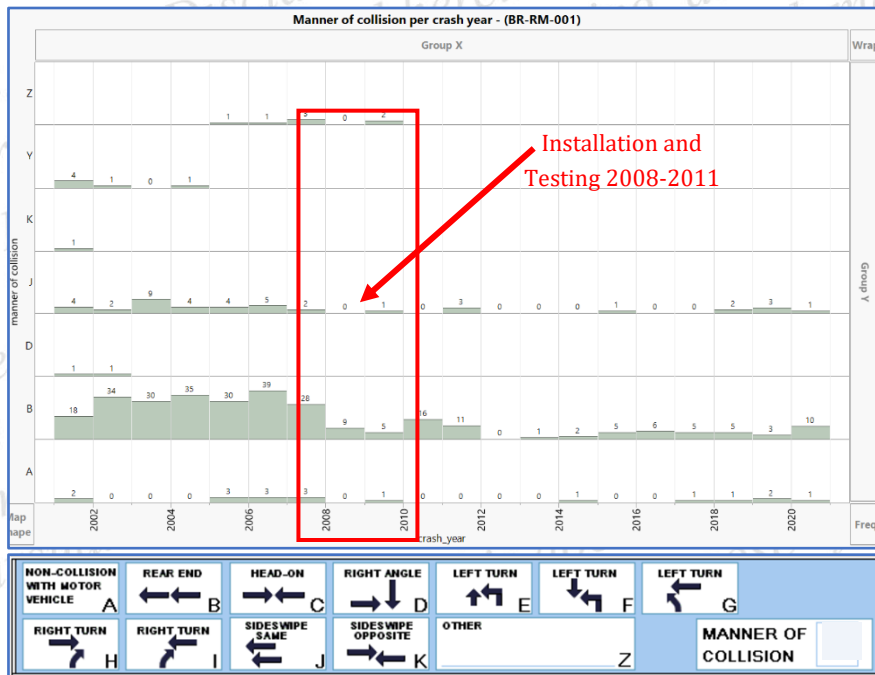 Manner of collision per crash year - (BR-RM-001)
Group X
Wrap
Z
1 1 3 0 2
Y
4 1 0 1
K
1
J
4 2 9 4 4 5 2 0 1 0 3 0 0 0 1 0 0 2 3 1
D
1 1
B
18 34 30 35 30 39 28 9 5 16 11 0 1 2 5 6 5 5 3 10
A
2 0 0 0 3 3 3 0 1 0 0 0 0 1 0 0 1 1 2 1
manner of collision
Group Y
Installation and
Testing 2008-2011
Map
Shape
2002 2004 2006 2008 2010 2012 2014 2016 2018 2020
crash_year
Freq
NON-COLLISION
WITH MOTOR
VEHICLE A
REAR END
B
HEAD-ON
C
RIGHT ANGLE
D
LEFT TURN
E
LEFT TURN
F
LEFT TURN
G
RIGHT TURN
H
RIGHT TURN
I
SIDESWIPE
SAME
J
SIDESWIPE
OPPOSITE
K
OTHER
Z
MANNER OF
COLLISION